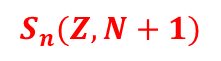 Sₙ(Z, N + 1)